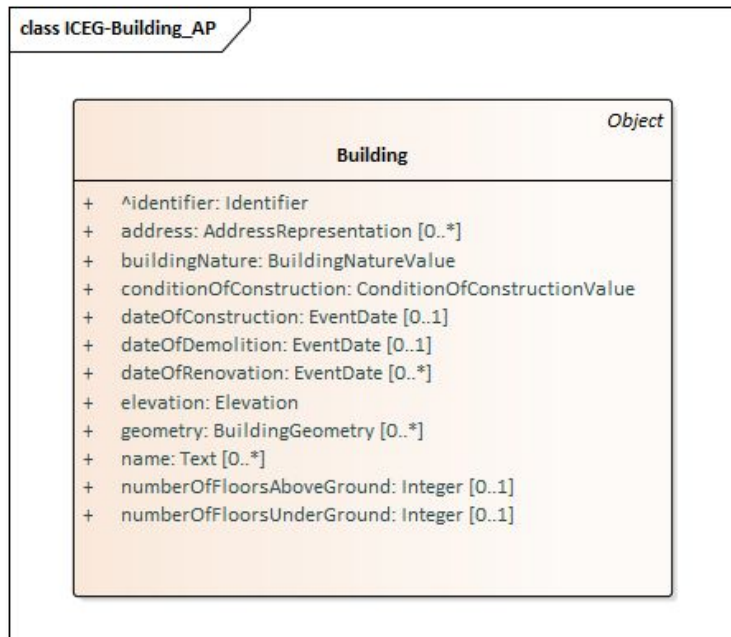 class ICEG-Building_AP
Object
Building
+ ^identifier: Identifier
+ address: AddressRepresentation [0..*]
+ buildingNature: BuildingNatureValue
+ conditionOfConstruction: ConditionOfConstructionValue
+ dateOfConstruction: EventDate [0..1]
+ dateOfDemolition: EventDate [0..1]
+ dateOfRenovation: EventDate [0..*]
+ elevation: Elevation
+ geometry: BuildingGeometry [0..*]
+ name: Text [0..*]
+ numberOfFloorsAboveGround: Integer [0..1]
+ numberOfFloorsUnderGround: Integer [0..1]